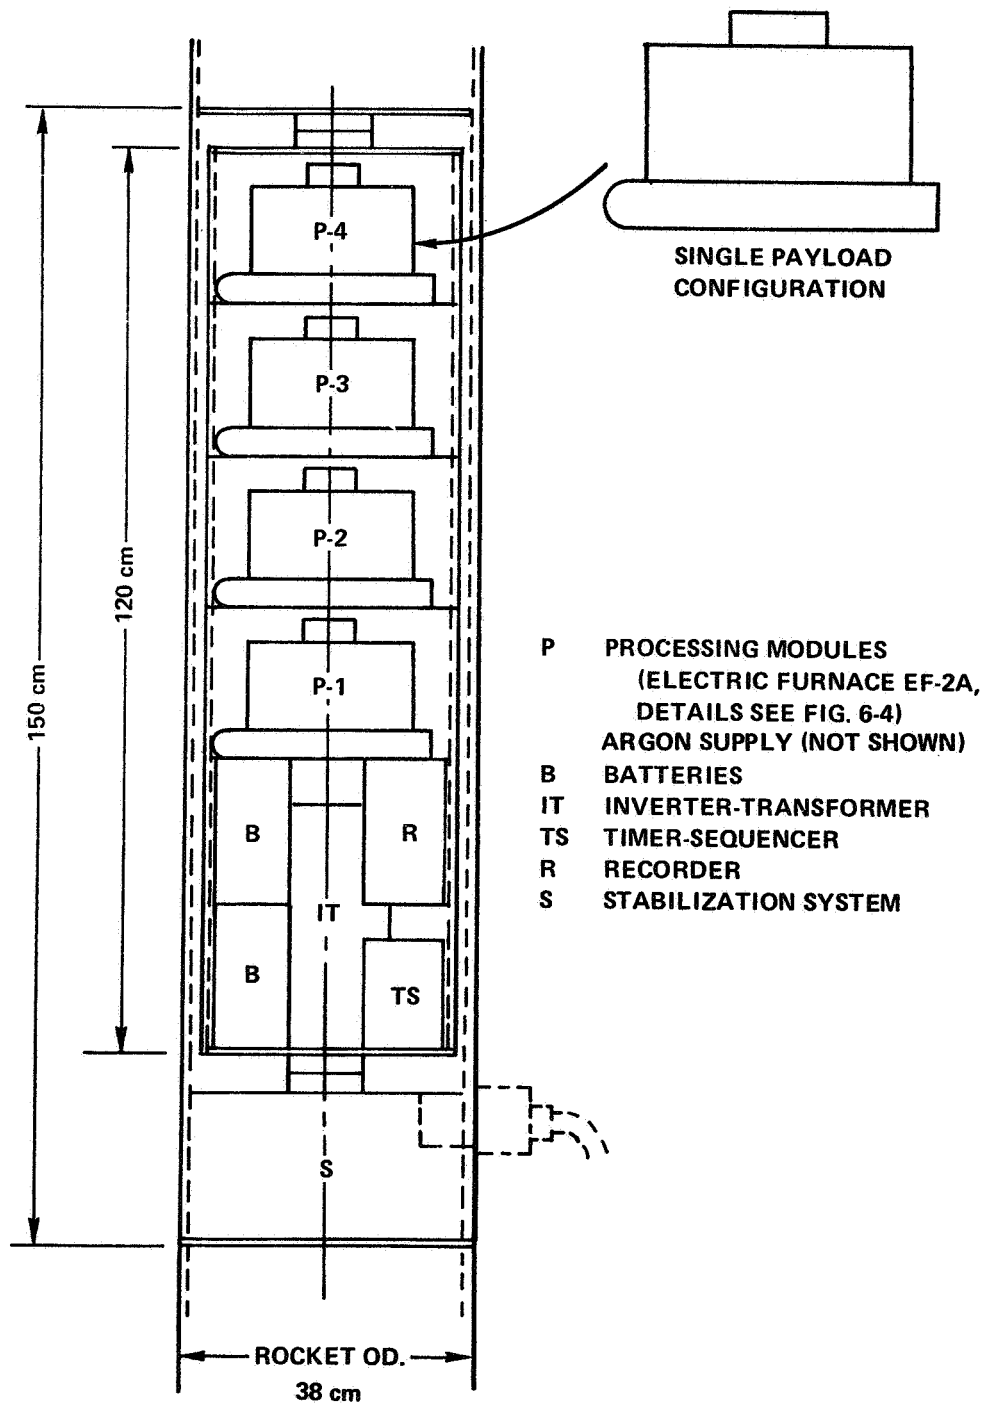 P-4
SINGLE PAYLOAD
CONFIGURATION
P-3
P-2
120 cm
P-1
150 cm
P PROCESSING MODULES
(ELECTRIC FURNACE EF-2A,
DETAILS SEE FIG. 6-4)
ARGON SUPPLY (NOT SHOWN)
B BATTERIES
IT INVERTER-TRANSFORMER
TS TIMER-SEQUENCER
R RECORDER
S STABILIZATION SYSTEM
B
R
IT
B
TS
S
ROCKET OD.
38 cm